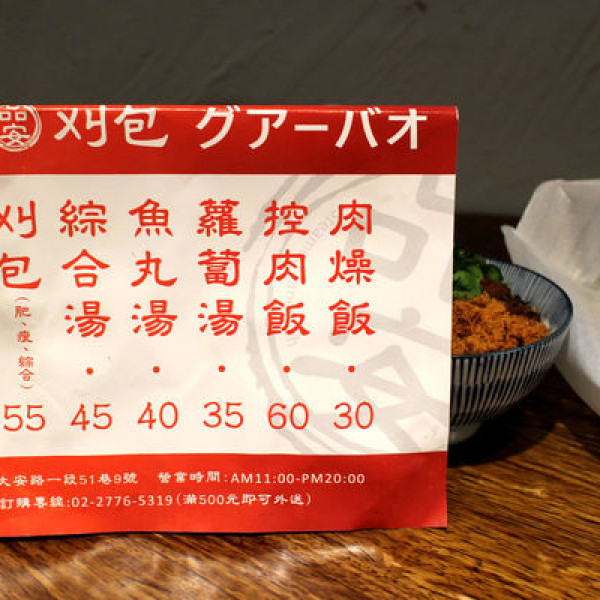 品安
刈包 グアーバオ
肉燥飯・30
控肉飯・60
蘿蔔湯・35
魚丸湯・40
綜合湯・45
刈包(肥、瘦、綜合)55
大安路一段51巷9號 營業時間:AM11:00-PM20:00
訂購專線:02-2776-5319(滿500元即可外送)